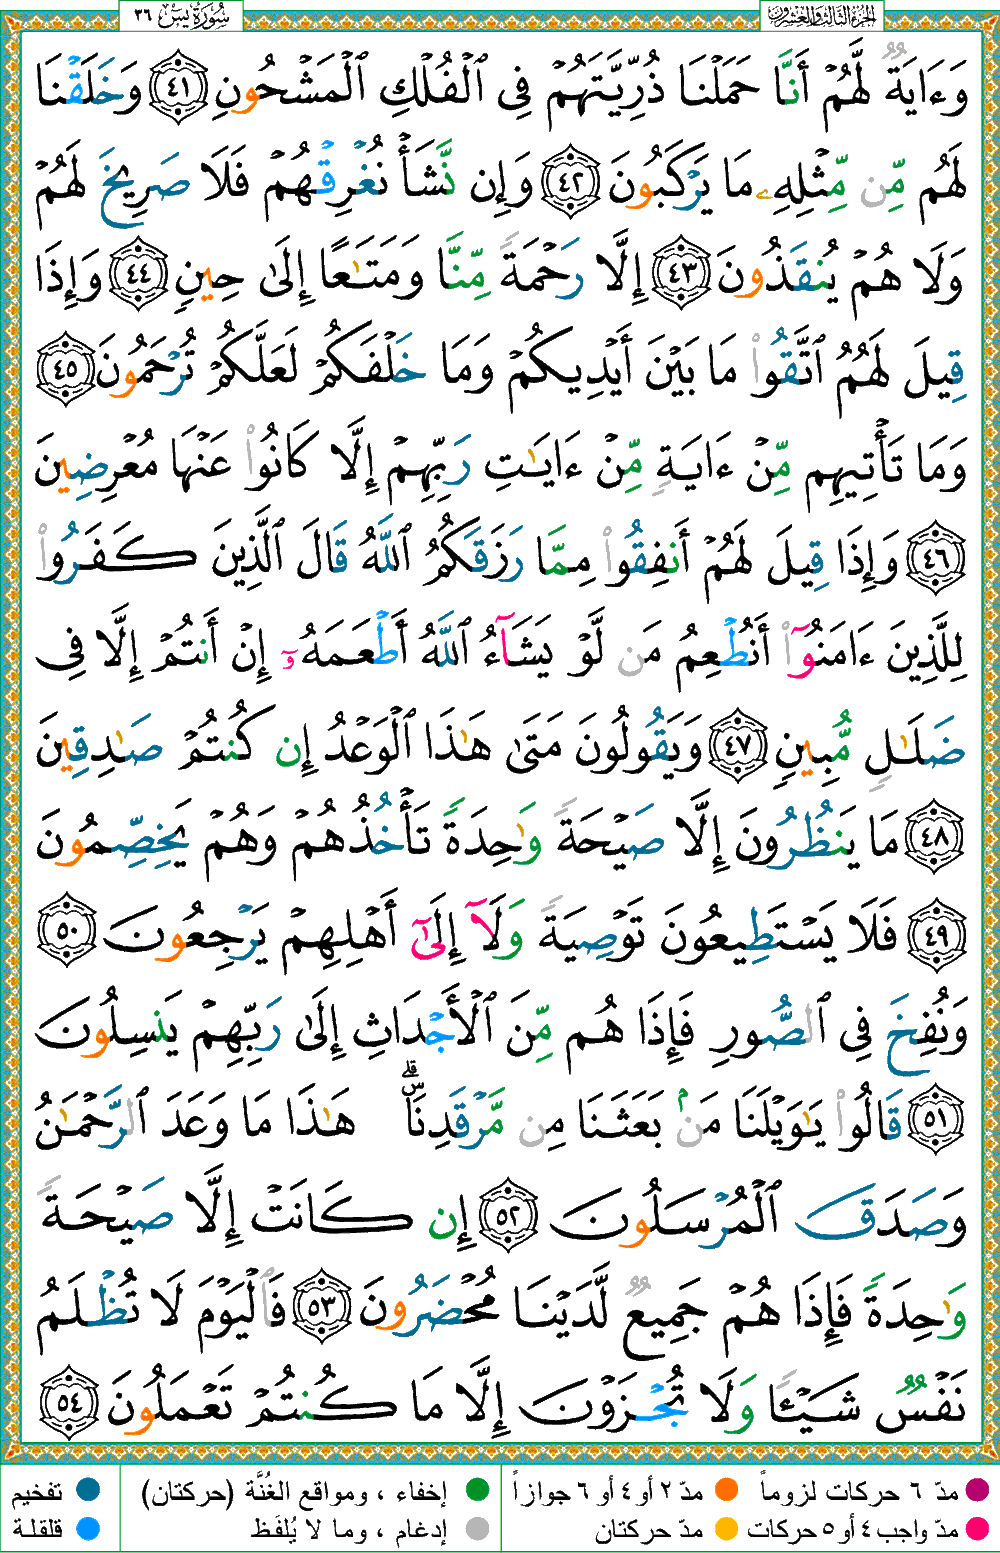 الجزء الثالث والعشرون
سُورَةُ يسٓ ٣٦
وَءَايَةٌ لَّهُمْ أَنَّا حَمَلْنَا ذُرِّيَّتَهُمْ فِى ٱلْفُلْكِ ٱلْمَشْحُونِ ٤١ وَخَلَقْنَا
لَهُم مِّن مِّثْلِهِۦ مَا يَرْكَبُونَ ٤٢ وَإِن نَّشَأْ نُغْرِقْهُمْ فَلَا صَرِيخَ لَهُمْ
وَلَا هُمْ يُنقَذُونَ ٤٣ إِلَّا رَحْمَةً مِّنَّا وَمَتَـٰعًا إِلَىٰ حِينٍ ٤٤ وَإِذَا
قِيلَ لَهُمُ ٱتَّقُوا۟ مَا بَيْنَ أَيْدِيكُمْ وَمَا خَلْفَكُمْ لَعَلَّكُمْ تُرْحَمُونَ ٤٥
وَمَا تَأْتِيهِم مِّنْ ءَايَةٍ مِّنْ ءَايَـٰتِ رَبِّهِمْ إِلَّا كَانُوا۟ عَنْهَا مُعْرِضِينَ
٤٦ وَإِذَا قِيلَ لَهُمْ أَنفِقُوا۟ مِمَّا رَزَقَكُمُ ٱللَّهُ قَالَ ٱلَّذِينَ كَفَرُوا۟
لِلَّذِينَ ءَامَنُوٓا۟ أَنُطْعِمُ مَن لَّوْ يَشَآءُ ٱللَّهُ أَطْعَمَهُۥٓ إِنْ أَنتُمْ إِلَّا فِى
ضَلَـٰلٍ مُّبِينٍ ٤٧ وَيَقُولُونَ مَتَىٰ هَـٰذَا ٱلْوَعْدُ إِن كُنتُمْ صَـٰدِقِينَ
٤٨ مَا يَنظُرُونَ إِلَّا صَيْحَةً وَٰحِدَةً تَأْخُذُهُمْ وَهُمْ يَخِصِّمُونَ
٤٩ فَلَا يَسْتَطِيعُونَ تَوْصِيَةً وَلَآ إِلَىٰٓ أَهْلِهِمْ يَرْجِعُونَ ٥٠
وَنُفِخَ فِى ٱلصُّورِ فَإِذَا هُم مِّنَ ٱلْأَجْدَاثِ إِلَىٰ رَبِّهِمْ يَنسِلُونَ
٥١ قَالُوا۟ يَـٰوَيْلَنَا مَنۢ بَعَثَنَا مِن مَّرْقَدِنَا ۜ ۗ هَـٰذَا مَا وَعَدَ ٱلرَّحْمَـٰنُ
وَصَدَقَ ٱلْمُرْسَلُونَ ٥٢ إِن كَانَتْ إِلَّا صَيْحَةً
وَٰحِدَةً فَإِذَا هُمْ جَمِيعٌ لَّدَيْنَا مُحْضَرُونَ ٥٣ فَٱلْيَوْمَ لَا تُظْلَمُ
نَفْسٌ شَيْـًٔا وَلَا تُجْزَوْنَ إِلَّا مَا كُنتُمْ تَعْمَلُونَ ٥٤
مدّ ٦ حركات لزوماً
مدّ ٢ أو ٤ أو ٦ جوازاً
إخفاء ، ومواقع الغُنَّة (حركتان)
تفخيم
مدّ واجب ٤ أو ٥ حركات
مدّ حركتان
إدغام ، وما لا يُلفَظ
قلقلة